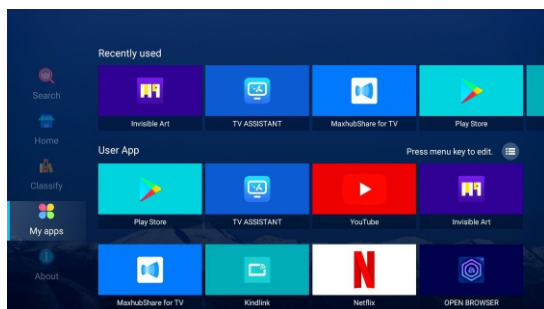 Recently used
Search
Invisible Art
TV ASSISTANT
MaxhubShare for TV
Play Store
Home
User App
Press menu key to edit.
Classify
My apps
Play Store
TV ASSISTANT
YouTube
Invisible Art
About
N
MaxhubShare for TV
Kindlink
Netflix
OPEN BROWSER